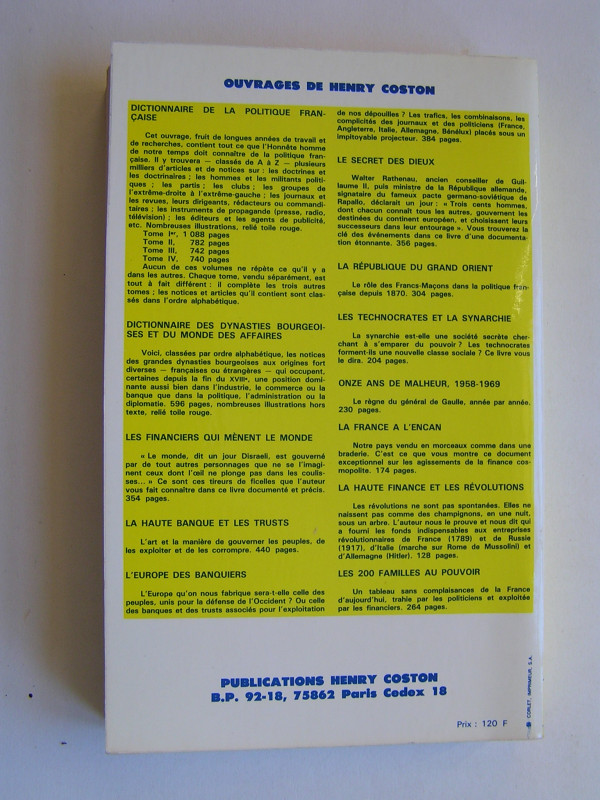 OUVRAGES DE HENRY COSTON
DICTIONNAIRE DE LA POLITIQUE FRAN-
ÇAISE
Cet ouvrage, fruit de longues années de travail et
de recherches, contient tout ce que l'Honnête homme
de notre temps doit connaître de la politique fran-
çaise. Il y trouvera — classés de A à Z — plusieurs
milliers d'articles et de notices sur : les doctrines et
les doctrinaires ; les hommes et les militants politi-
ques ; les partis ; les clubs ; les groupes de
l'extrême-droite à l'extrême-gauche ; les journaux et
les revues, leurs dirigeants, rédacteurs ou commandi-
taires ; les instruments de propagande (presse, radio,
télévision) ; les éditeurs et les agents de publicité,
etc. Nombreuses illustrations, relié toile rouge.
Tome Ier, 1 088 pages
Tome II, 782 pages
Tome III, 742 pages
Tome IV, 740 pages
Aucun de ces volumes ne répète ce qu'il y a
dans les autres. Chaque tome, vendu séparément, est
tout à fait différent : il complète les trois autres
tomes ; les notices et articles qu'il contient sont clas-
sés dans l'ordre alphabétique.
DICTIONNAIRE DES DYNASTIES BOURGEOI-
SES ET DU MONDE DES AFFAIRES
Voici, classées par ordre alphabétique, les notices
des grandes dynasties bourgeoises aux origines fort
diverses — françaises ou étrangères — qui occupent,
certaines depuis la fin du XVIIIe, une position domi-
nante aussi bien dans l'industrie, le commerce ou la
banque que dans la politique, l'administration ou la
diplomatie. 596 pages, nombreuses illustrations hors
texte, relié toile rouge.
LES FINANCIERS QUI MÈNENT LE MONDE
« Le monde, dit un jour Disraeli, est gouverné
par de tout autres personnages que ne se l'imagi-
nent ceux dont l'œil ne plonge pas dans les coulis-
ses... » Ce sont ces tireurs de ficelles que l'auteur
vous fait connaître dans ce livre documenté et précis.
354 pages.
LA HAUTE BANQUE ET LES TRUSTS
L'art et la manière de gouverner les peuples, de
les exploiter et de les corrompre. 440 pages.
L'EUROPE DES BANQUIERS
L'Europe qu'on nous fabrique sera-t-elle celle des
peuples, unis pour la défense de l'Occident ? Ou celle
des banques et des trusts associés pour l'exploitation
de nos dépouilles ? Les trafics, les combinaisons, les
complicités des journaux et des politiciens (France,
Angleterre, Italie, Allemagne, Bénélux) placés sous un
impitoyable projecteur. 384 pages.
LE SECRET DES DIEUX
Walter Rathenau, ancien conseiller de Guil-
laume II, puis ministre de la République allemande,
signataire du fameux pacte germano-soviétique de
Rapallo, déclarait un jour : « Trois cents hommes,
dont chacun connaît tous les autres, gouvernent les
destinées du continent européen, et choisissent leurs
successeurs dans leur entourage ». Vous trouverez la
clé des événements dans ce livre d'une documenta-
tion étonnante. 356 pages.
LA RÉPUBLIQUE DU GRAND ORIENT
Le rôle des Francs-Maçons dans la politique fran-
çaise depuis 1870. 304 pages.
LES TECHNOCRATES ET LA SYNARCHIE
La synarchie est-elle une société secrète cher-
chant à s'emparer du pouvoir ? Les technocrates
forment-ils une nouvelle classe sociale ? Ce livre vous
le dira. 204 pages.
ONZE ANS DE MALHEUR, 1958-1969
Le règne du général de Gaulle, année par année.
230 pages.
LA FRANCE A L'ENCAN
Notre pays vendu en morceaux comme dans une
braderie. C'est ce que vous montre ce document
exceptionnel sur les agissements de la finance cos-
mopolite. 174 pages.
LA HAUTE FINANCE ET LES RÉVOLUTIONS
Les révolutions ne sont pas spontanées. Elles ne
naissent pas comme des champignons, en une nuit,
sous un arbre. L'auteur nous le prouve et nous dit qui
a fourni les fonds indispensables aux entreprises
révolutionnaires de France (1789) et de Russie
(1917), d'Italie (marche sur Rome de Mussolini) et
d'Allemagne (Hitler). 128 pages.
LES 200 FAMILLES AU POUVOIR
Un tableau sans complaisances de la France
d'aujourd'hui, trahie par les politiciens et exploitée
par les financiers. 264 pages.
PUBLICATIONS HENRY COSTON
B.P. 92-18, 75862 Paris Cedex 18
Prix : 120 F
CORLET, IMPRIMEUR, S.A.